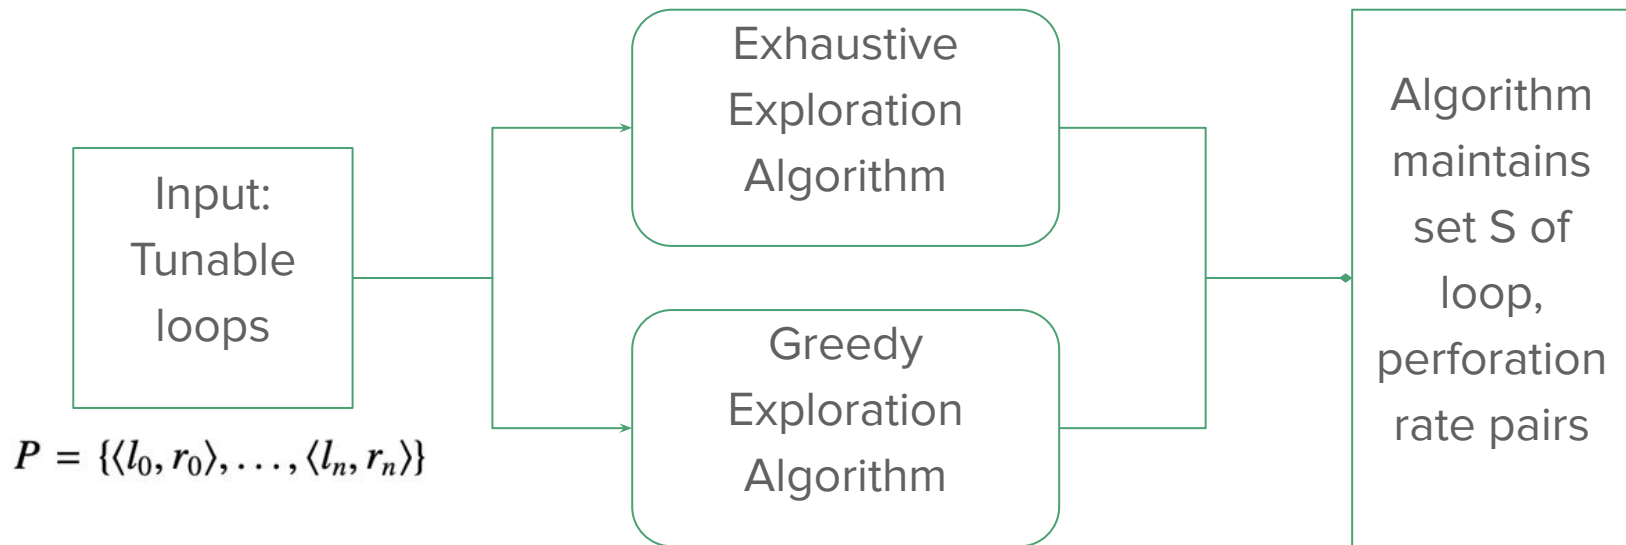 Input:
Tunable
loops
P = {⟨l₀, r₀⟩, . . . , ⟨lₙ, rₙ⟩}
Exhaustive
Exploration
Algorithm
Greedy
Exploration
Algorithm
Algorithm
maintains
set S of
loop,
perforation
rate pairs